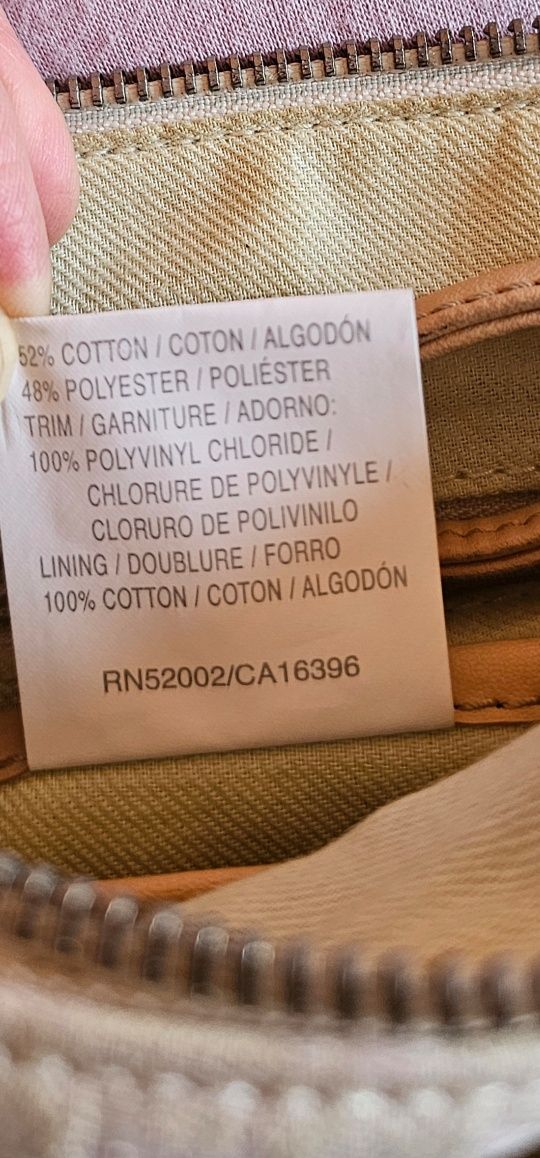 52% COTTON / COTON / ALGODÓN
48% POLYESTER / POLIÉSTER
TRIM / GARNITURE / ADORNO:
100% POLYVINYL CHLORIDE /
CHLORURE DE POLYVINYLE /
CLORURO DE POLIVINILO
LINING / DOUBLURE / FORRO
100% COTTON / COTON / ALGODÓN
RN52002/CA16396